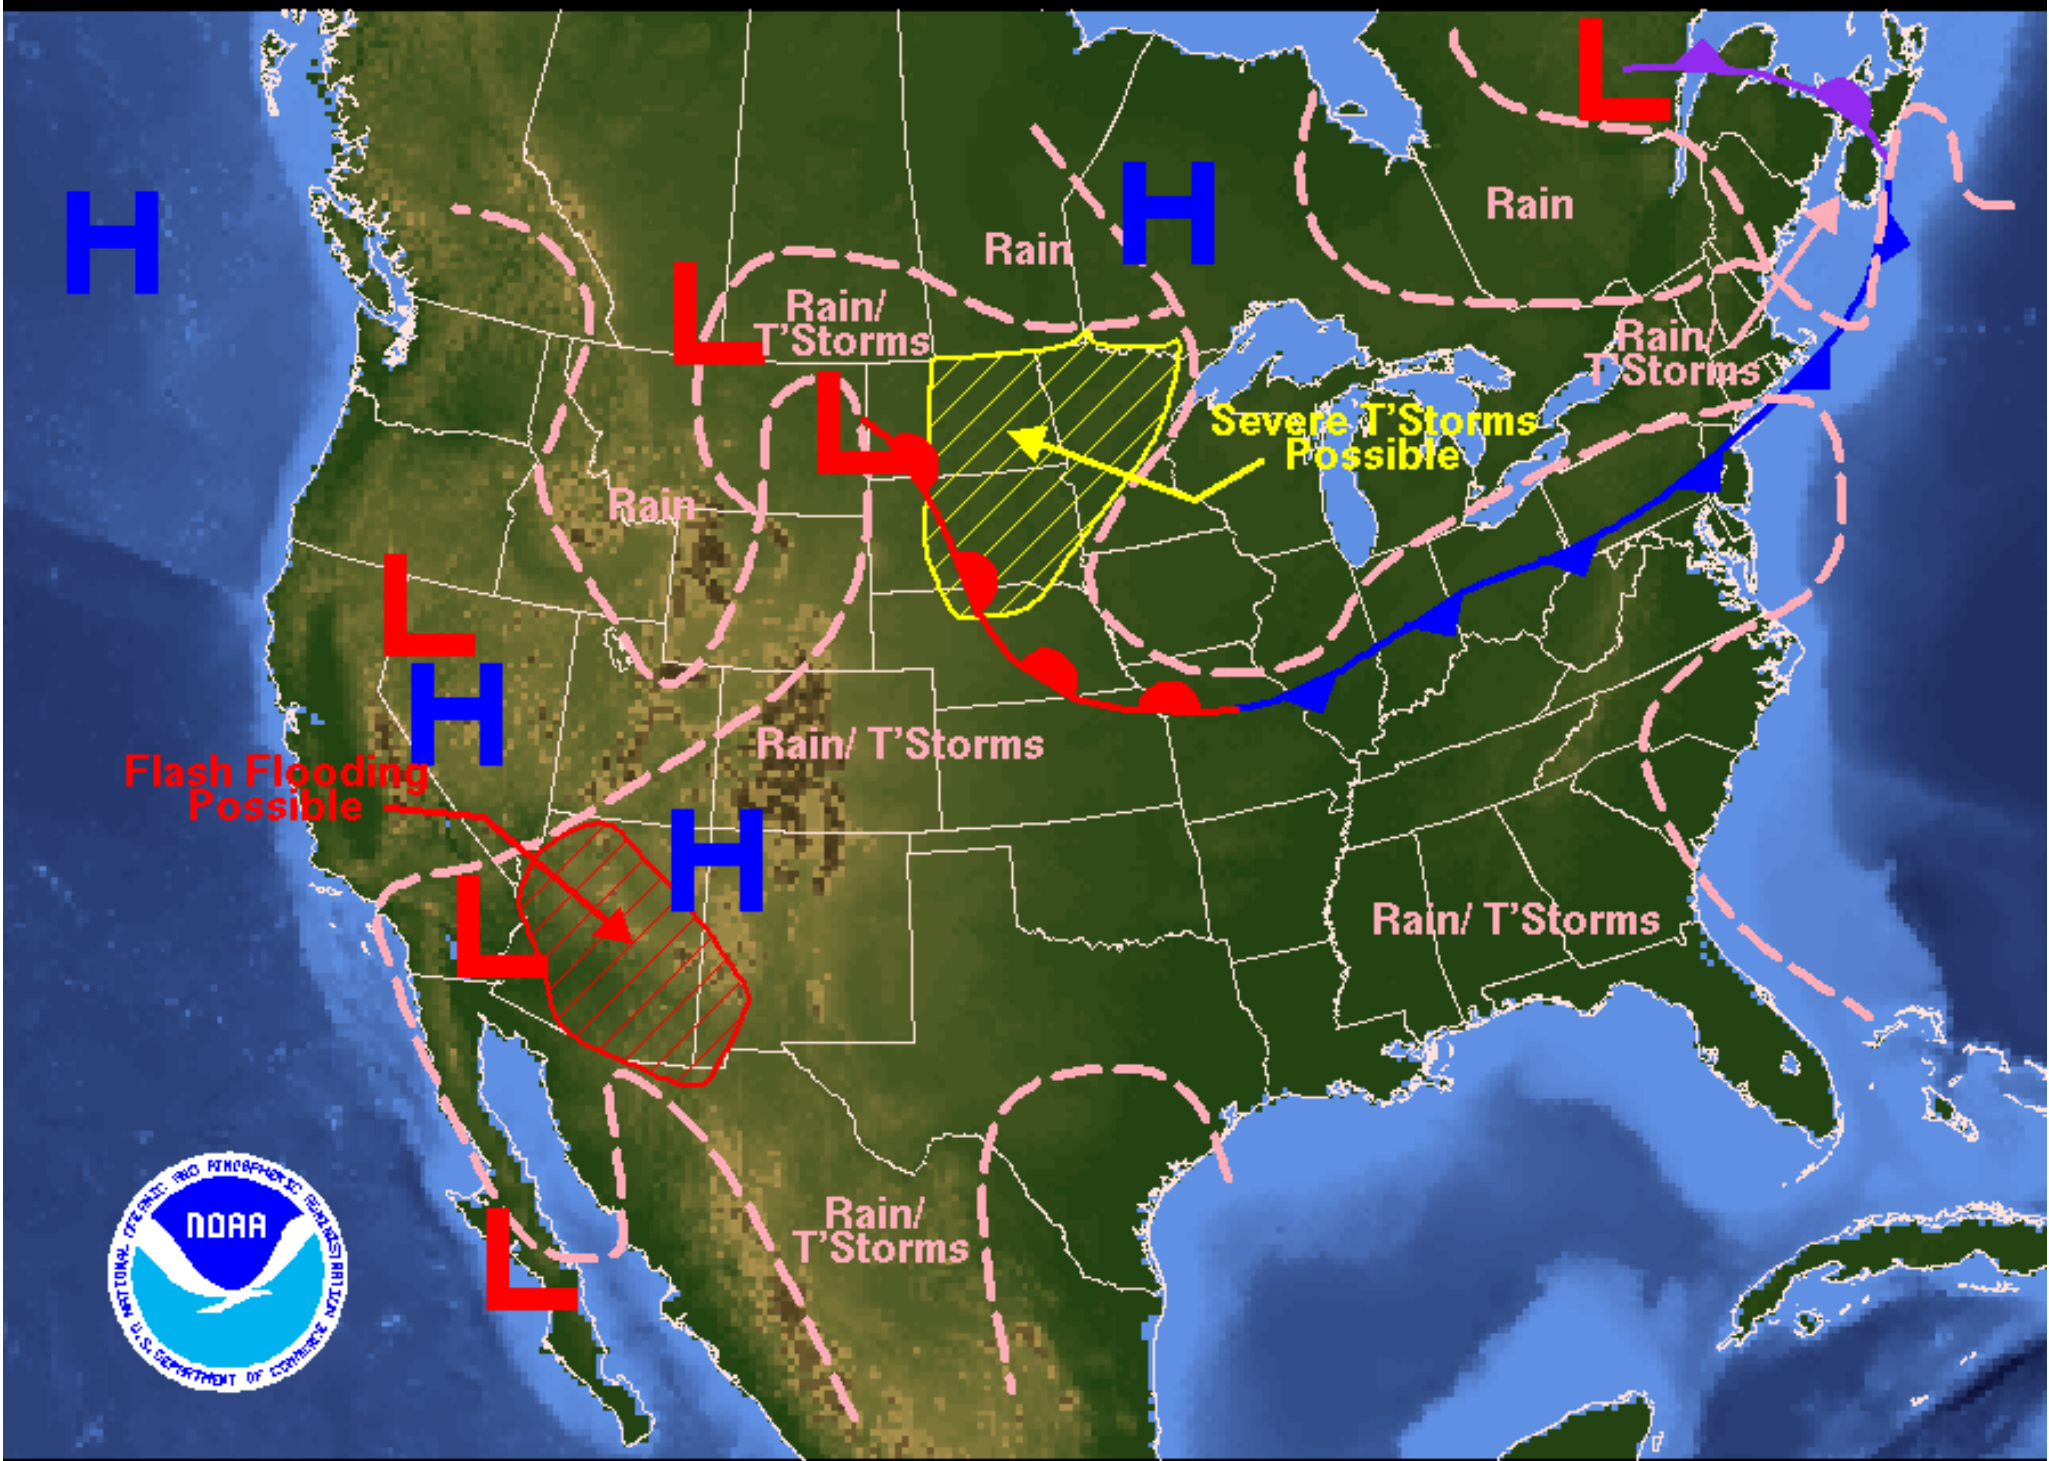 L
H
Rain
H
Rain
L
Rain/
T'Storms
Rain/
T'Storms
L
Severe T'Storms
Possible
Rain
L
H
Rain/ T'Storms
Flash Flooding
Possible
H
L
Rain/ T'Storms
Rain/
T'Storms
L
NATIONAL OCEANIC AND ATMOSPHERIC ADMINISTRATION
NOAA
U.S. DEPARTMENT OF COMMERCE